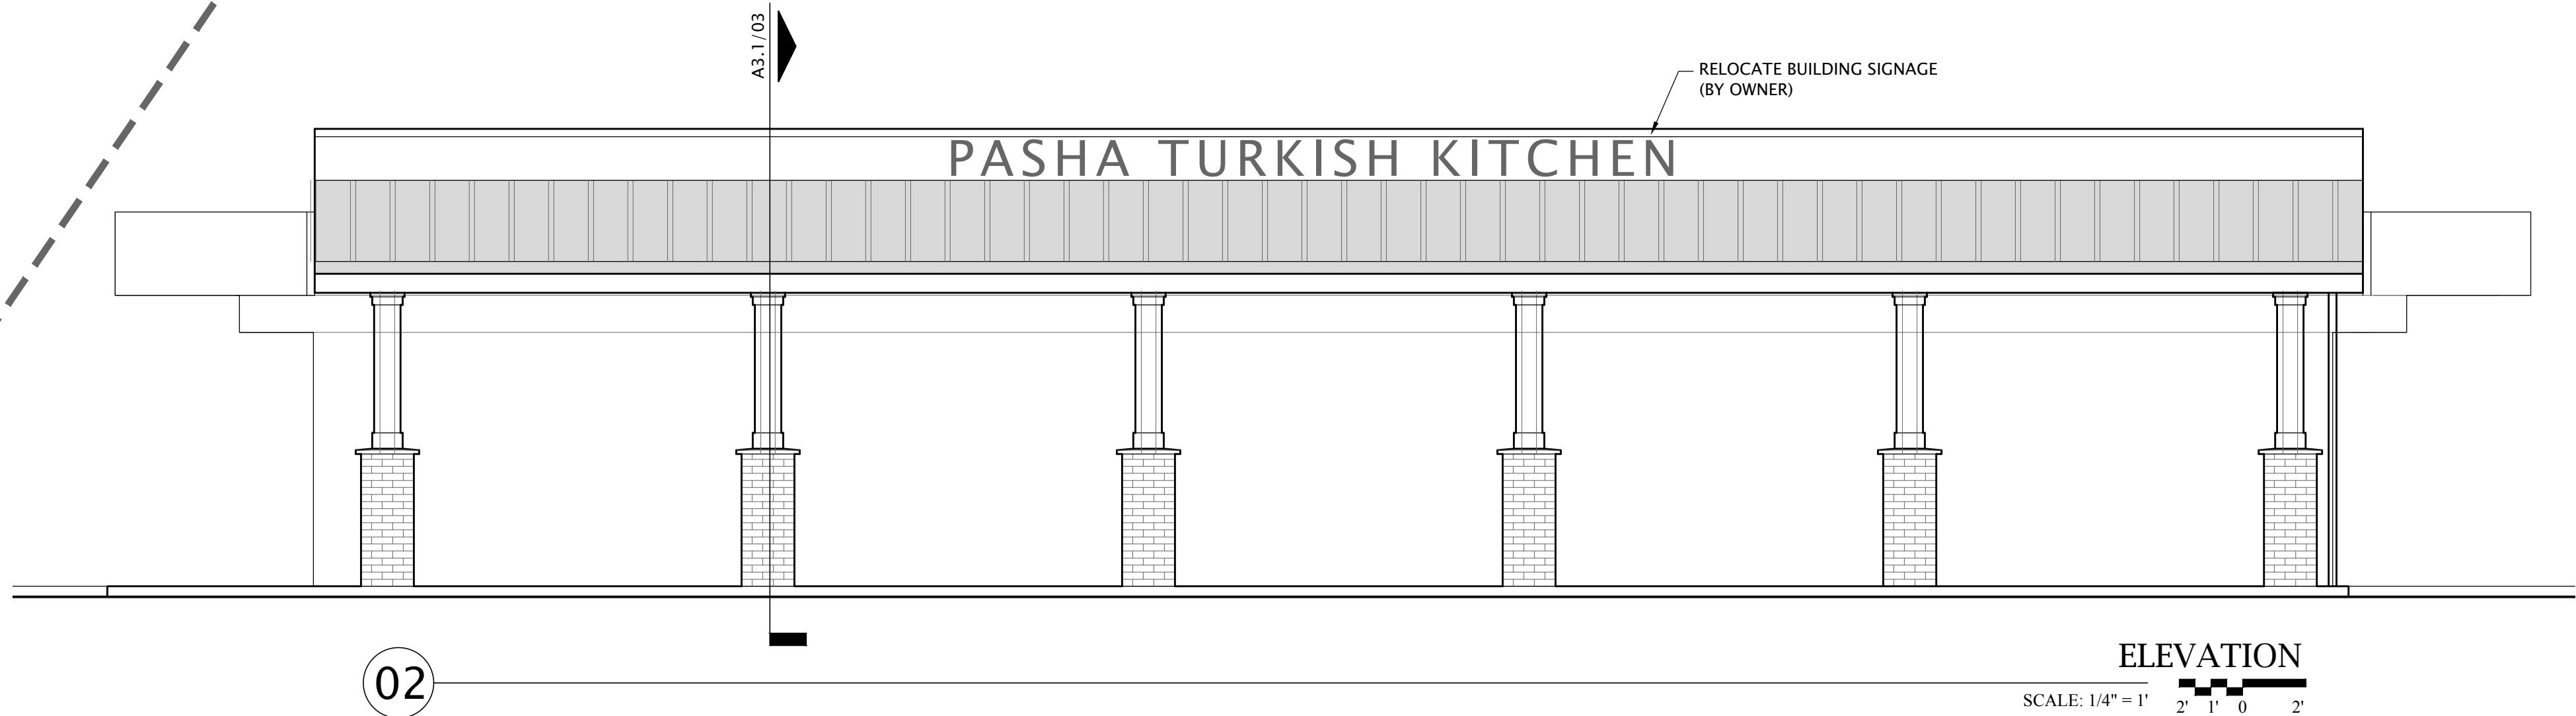 A3.1/03
RELOCATE BUILDING SIGNAGE
(BY OWNER)
PASHA TURKISH KITCHEN
02
ELEVATION
SCALE: 1/4" = 1'
2' 1' 0 2'